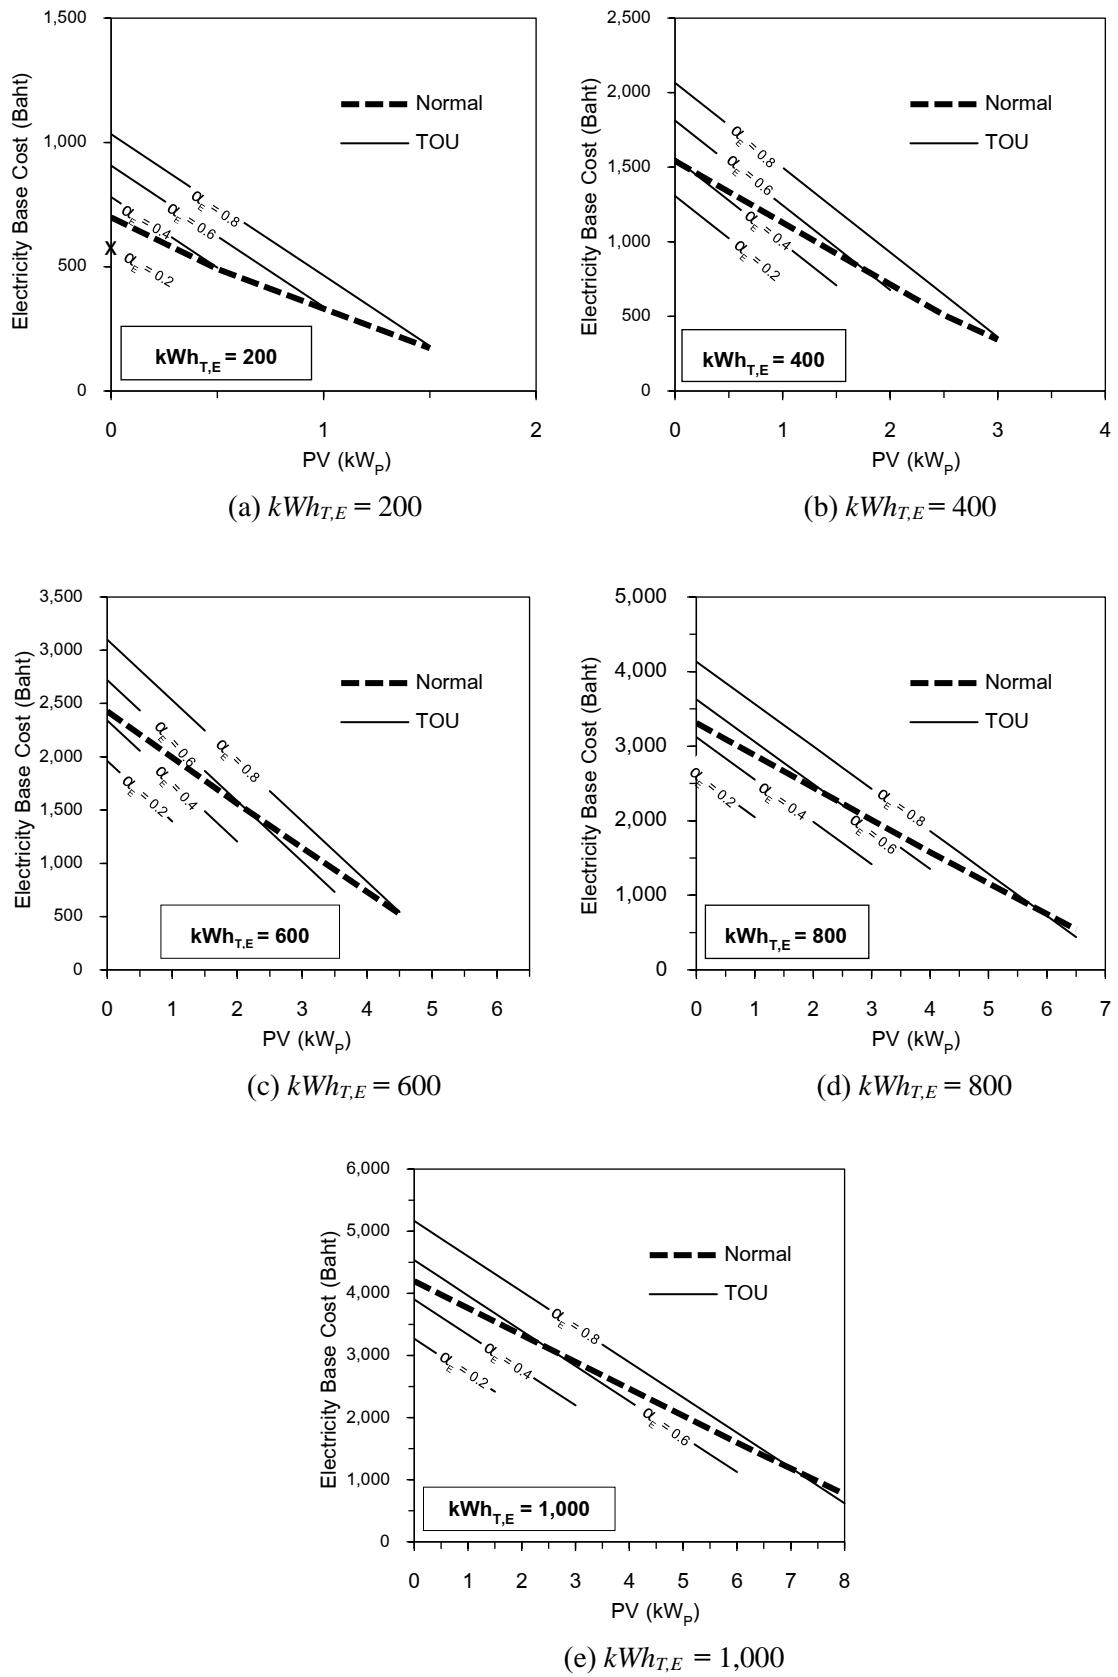 1,500
1,000
500
0
Electricity Base Cost (Baht)
Normal
TOU
αE = 0.8
αE = 0.6
αE = 0.4
X
αE = 0.2
kWhT,E = 200
0 1 2
PV (kWP)
(a) kWhT,E = 200
2,500
2,000
1,500
1,000
500
0
Electricity Base Cost (Baht)
Normal
TOU
αE = 0.8
αE = 0.6
αE = 0.4
αE = 0.2
kWhT,E = 400
0 1 2 3 4
PV (kWP)
(b) kWhT,E = 400
3,500
3,000
2,500
2,000
1,500
1,000
500
0
Electricity Base Cost (Baht)
Normal
TOU
αE = 0.8
αE = 0.6
αE = 0.4
αE = 0.2
kWhT,E = 600
0 1 2 3 4 5 6
PV (kWP)
(c) kWhT,E = 600
5,000
4,000
3,000
2,000
1,000
0
Electricity Base Cost (Baht)
Normal
TOU
αE = 0.2
αE = 0.4
αE = 0.8
αE = 0.6
kWhT,E = 800
0 1 2 3 4 5 6 7
PV (kWP)
(d) kWhT,E = 800
6,000
5,000
4,000
3,000
2,000
1,000
0
Electricity Base Cost (Baht)
Normal
TOU
αE = 0.8
αE = 0.4
αE = 0.2
αE = 0.6
kWhT,E = 1,000
0 1 2 3 4 5 6 7 8
PV (kWP)
(e) kWhT,E = 1,000